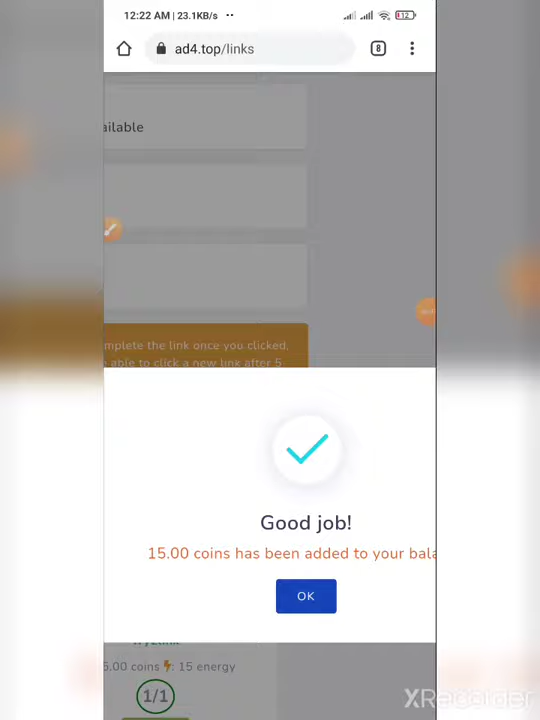 12:22 AM | 23.1KB/s
12
ad4.top/links
8
ailable
mplete the link once you clicked,
able to click a new link after 5
Good job!
15.00 coins has been added to your bala
OK
5.00 coins : 15 energy
1/1
XRecorder